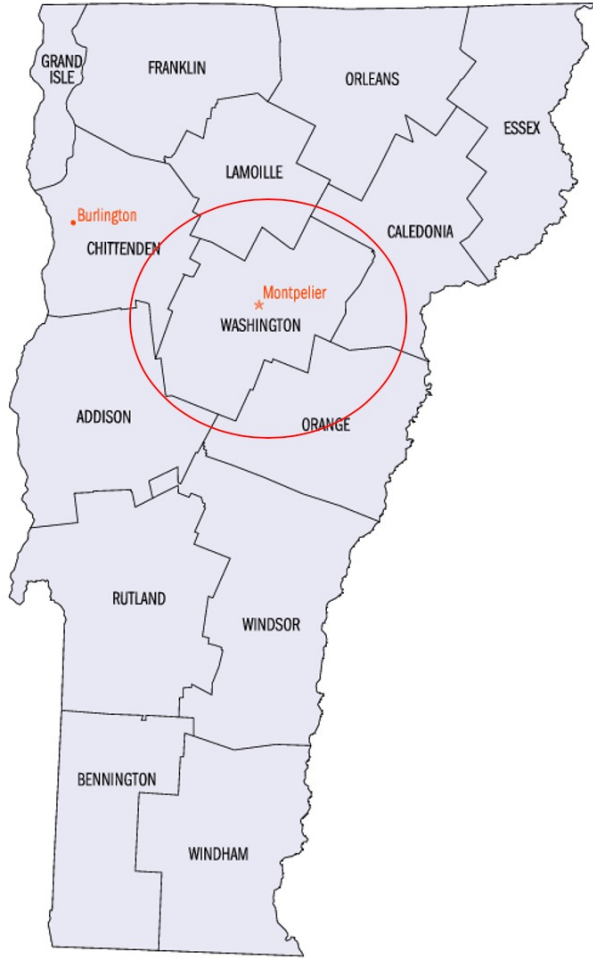 GRAND
ISLE
FRANKLIN
ORLEANS
ESSEX
LAMOILLE
Burlington
CHITTENDEN
CALEDONIA
Montpelier
WASHINGTON
ADDISON
ORANGE
RUTLAND
WINDSOR
BENNINGTON
WINDHAM